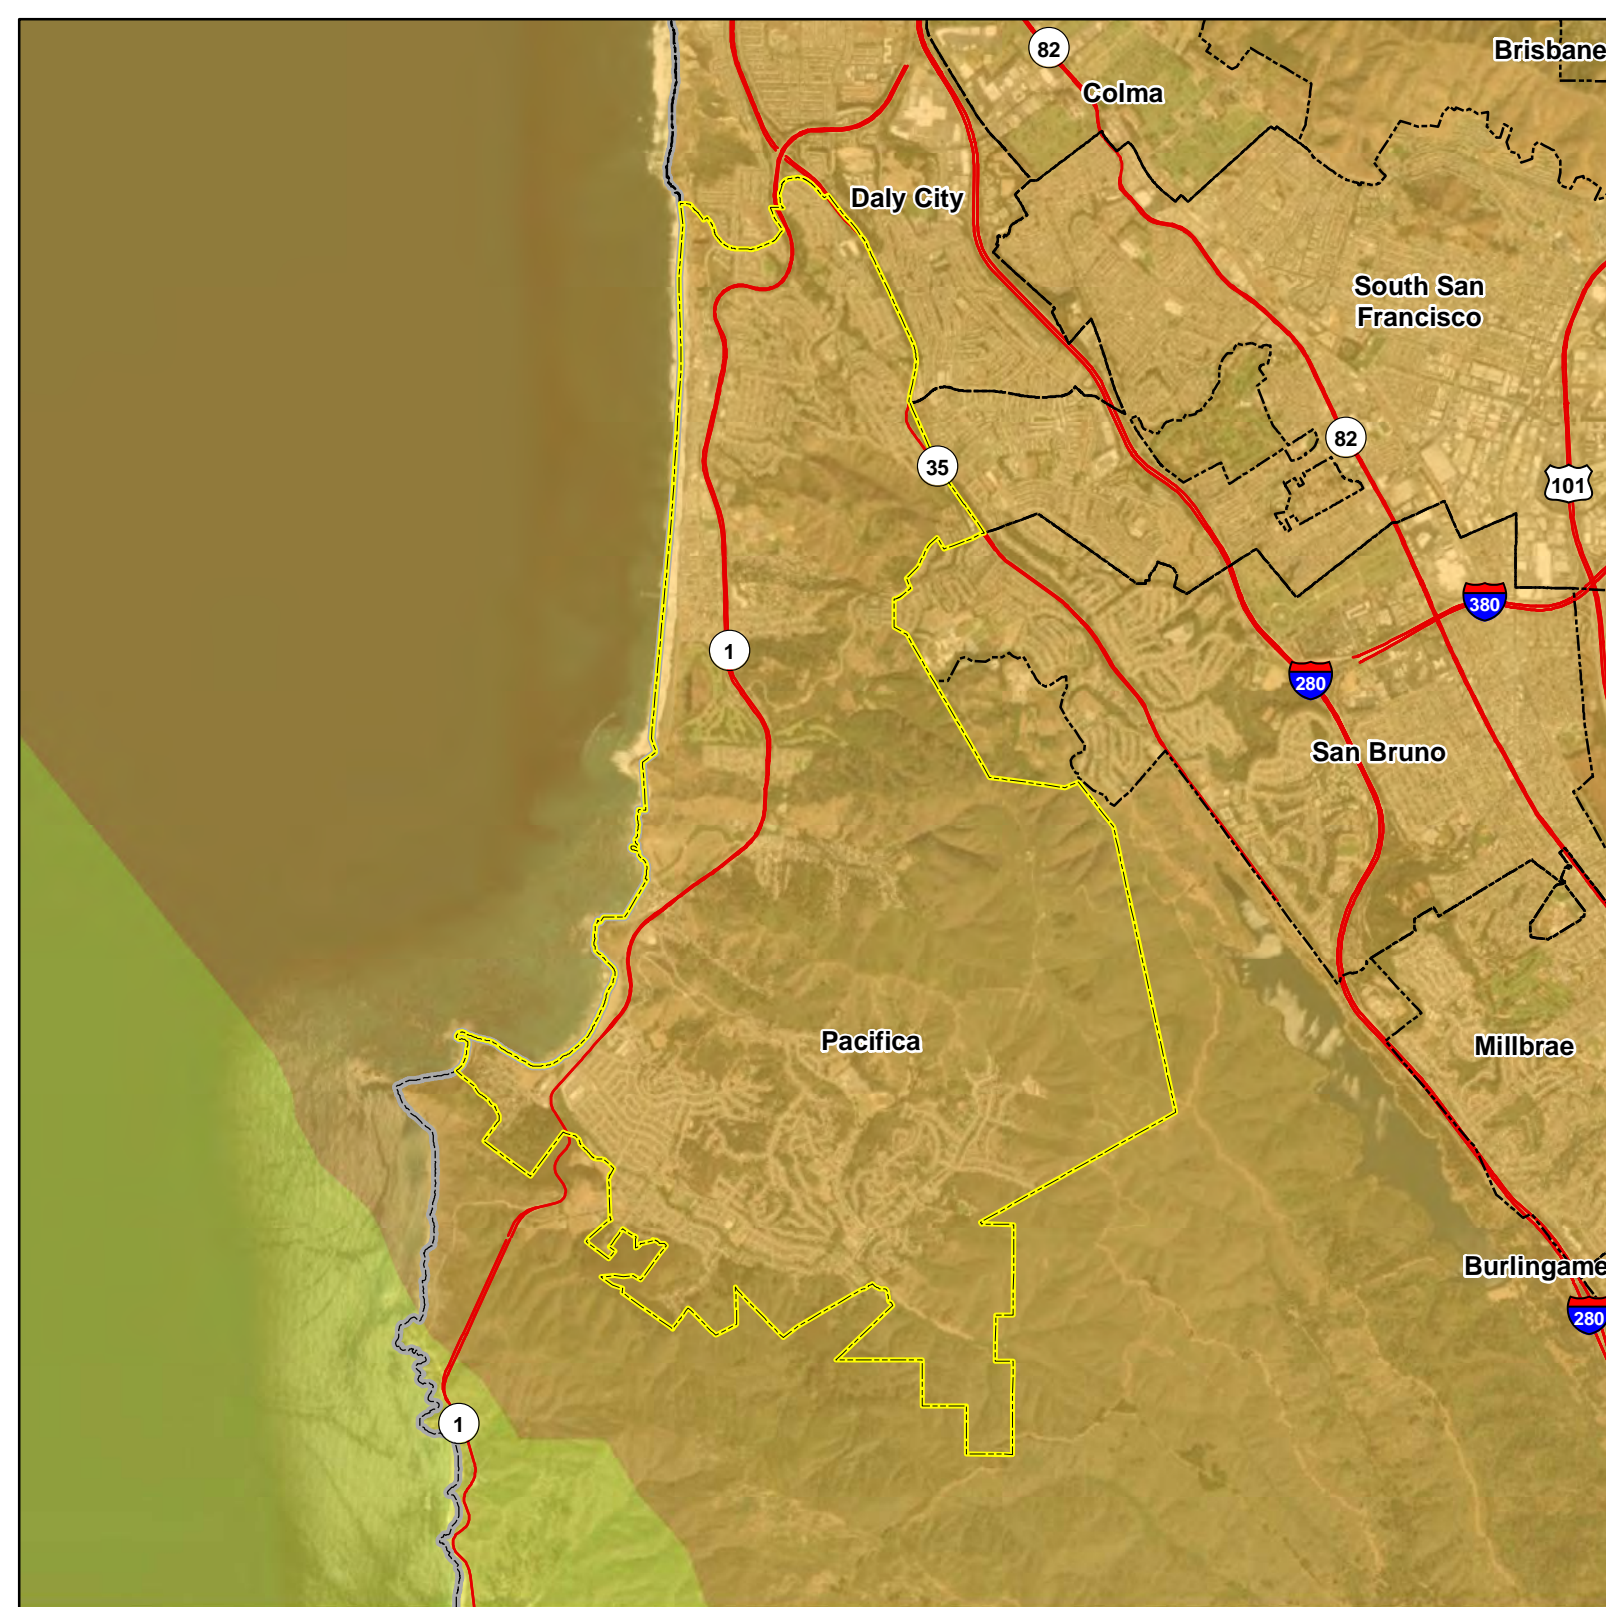 Brisbane
82
Colma
Daly City
South San
Francisco
82
35
101
380
1
280
San Bruno
Pacifica
Millbrae
Burlingame
280
1